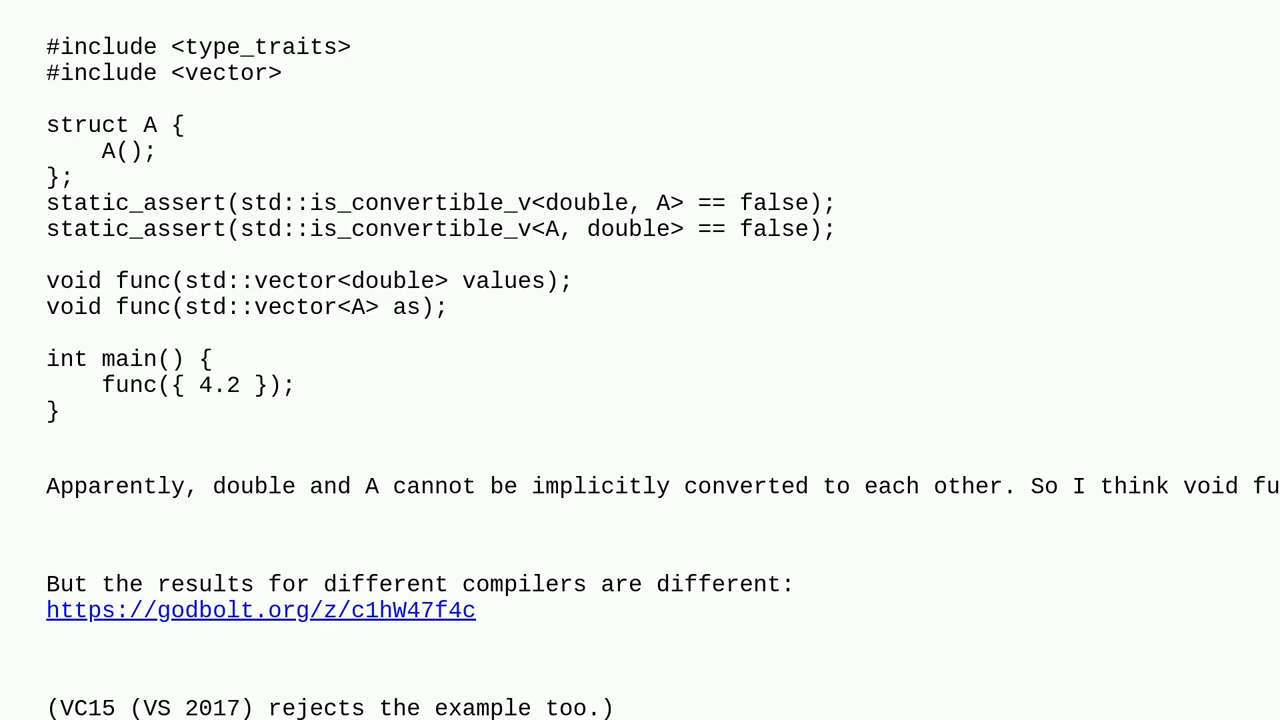 #include <type_traits>
#include <vector>
struct A {
    A();
};
static_assert(std::is_convertible_v<double, A> == false);
static_assert(std::is_convertible_v<A, double> == false);
void func(std::vector<double> values);
void func(std::vector<A> as);
int main() {
    func({ 4.2 });
}
Apparently, double and A cannot be implicitly converted to each other. So I think void fu
But the results for different compilers are different:
https://godbolt.org/z/c1hW47f4c
(VC15 (VS 2017) rejects the example too.)